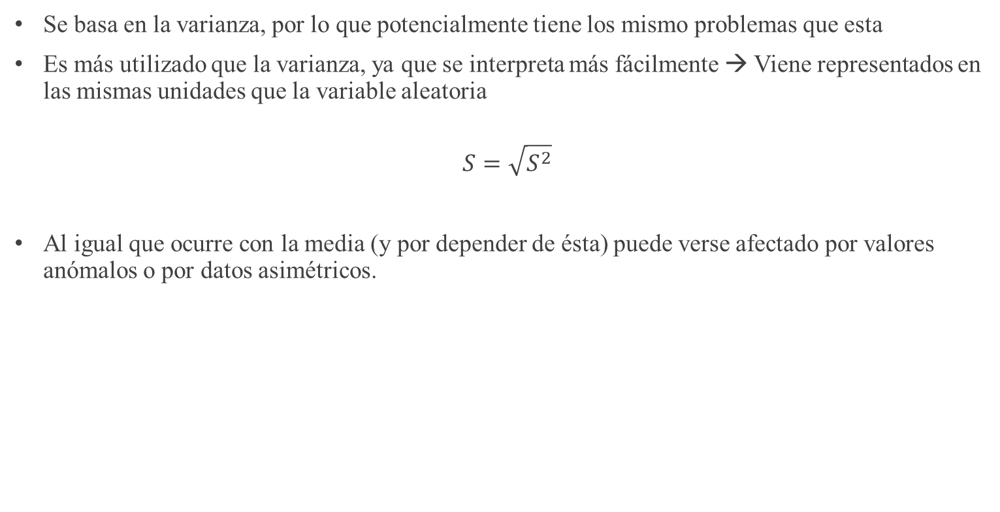 • Se basa en la varianza, por lo que potencialmente tiene los mismo problemas que esta
• Es más utilizado que la varianza, ya que se interpreta más fácilmente → Viene representados en
las mismas unidades que la variable aleatoria
S = √S²
• Al igual que ocurre con la media (y por depender de ésta) puede verse afectado por valores
anómalos o por datos asimétricos.